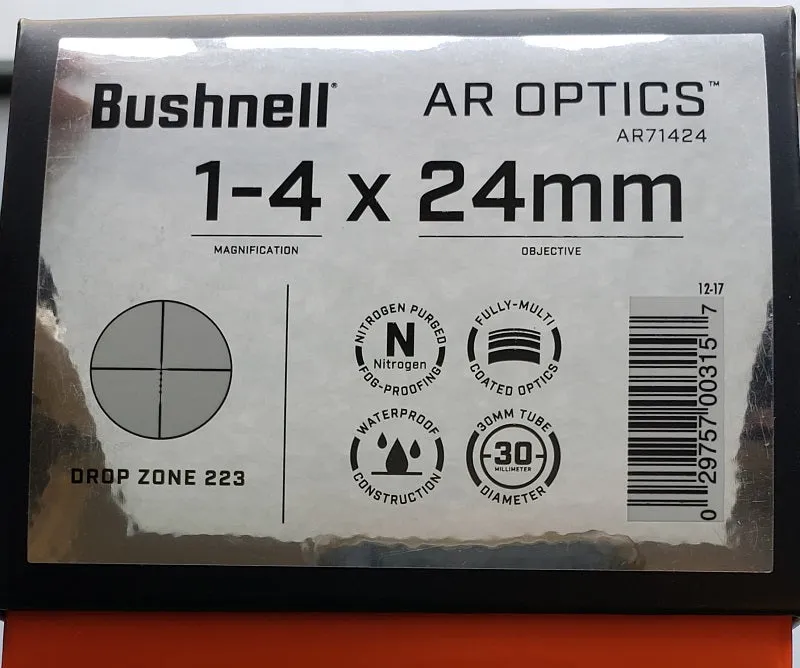 Bushnell®
AR OPTICS™
AR71424
1-4 x 24mm
MAGNIFICATION
OBJECTIVE
DROP ZONE 223
NITROGEN PURGED
N
Nitrogen
FOG-PROOFING
FULLY-MULTI
COATED OPTICS
WATERPROOF
CONSTRUCTION
30MM TUBE
-30-
MILLIMETER
DIAMETER
12-17
0 29757 00315 7